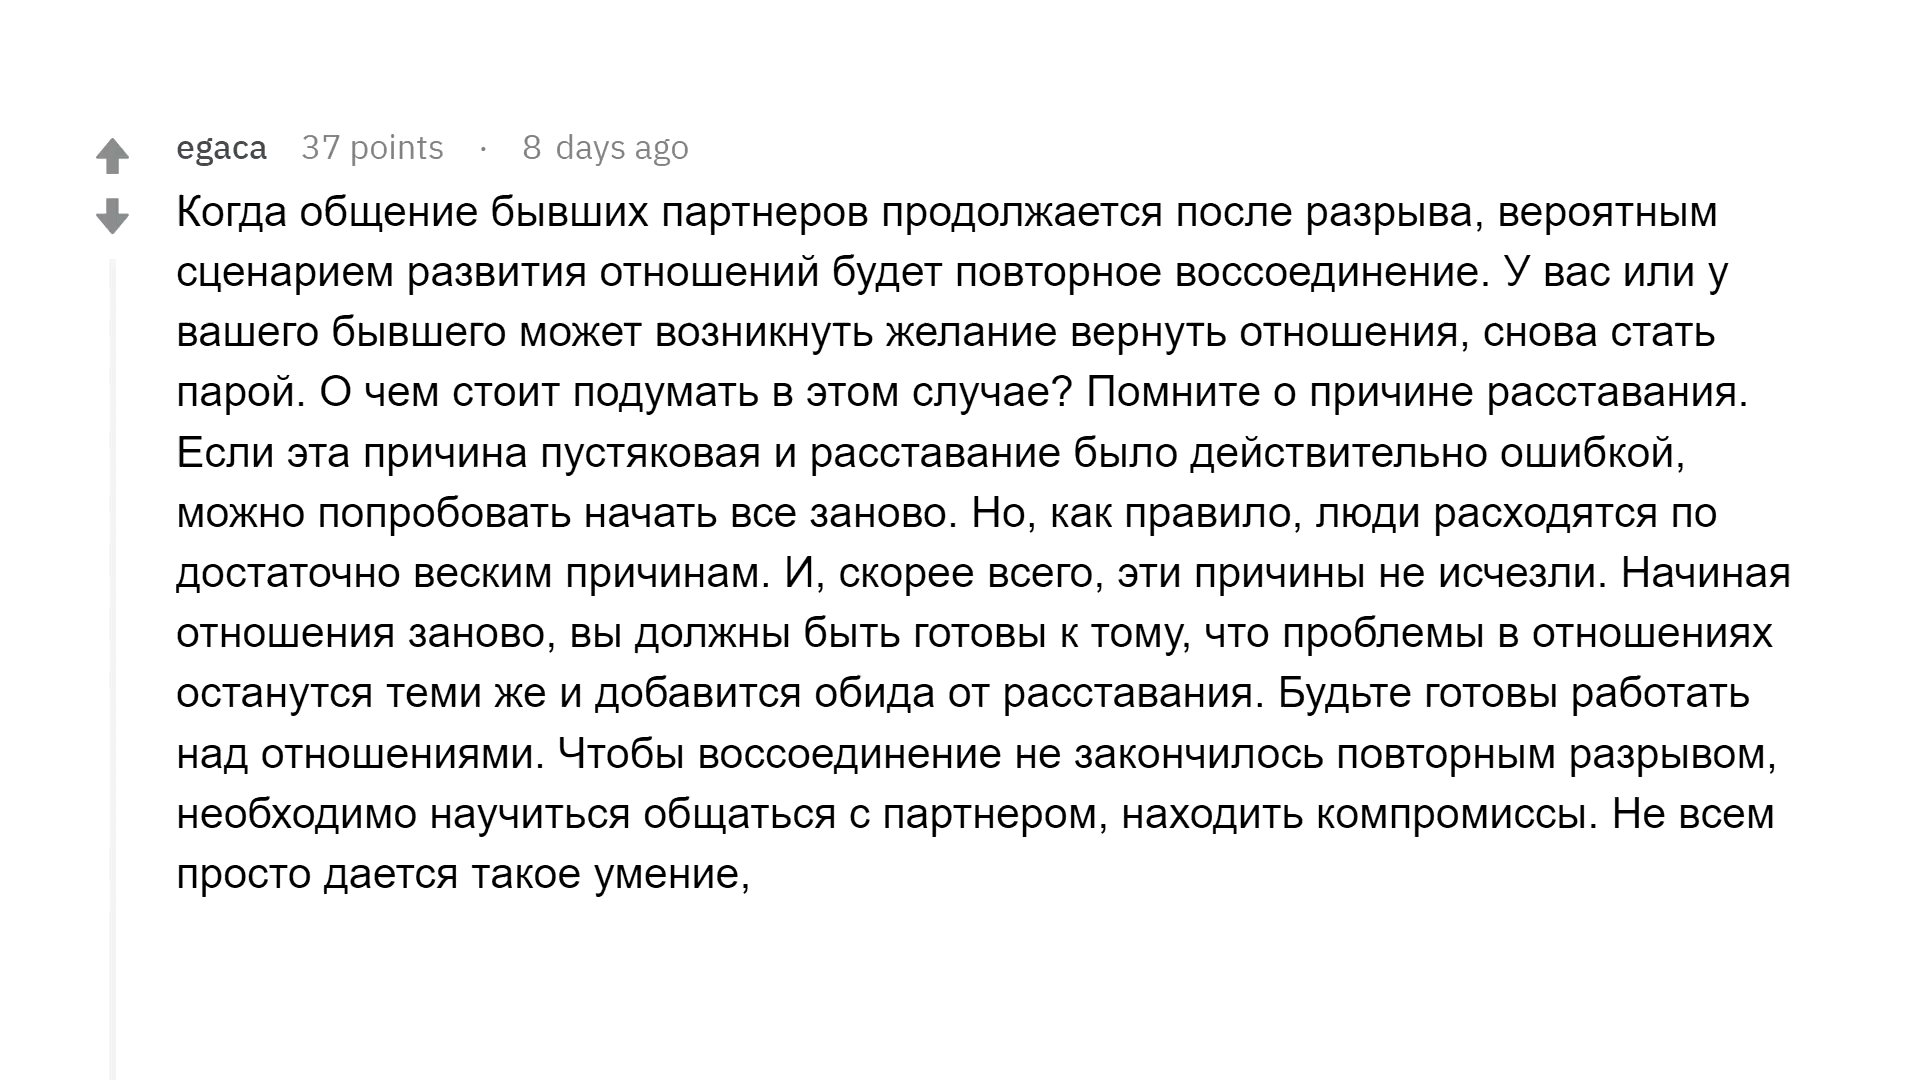 egaca 37 points · 8 days ago
Когда общение бывших партнеров продолжается после разрыва, вероятным
сценарием развития отношений будет повторное воссоединение. У вас или у
вашего бывшего может возникнуть желание вернуть отношения, снова стать
парой. О чем стоит подумать в этом случае? Помните о причине расставания.
Если эта причина пустяковая и расставание было действительно ошибкой,
можно попробовать начать все заново. Но, как правило, люди расходятся по
достаточно веским причинам. И, скорее всего, эти причины не исчезли. Начиная
отношения заново, вы должны быть готовы к тому, что проблемы в отношениях
останутся теми же и добавится обида от расставания. Будьте готовы работать
над отношениями. Чтобы воссоединение не закончилось повторным разрывом,
необходимо научиться общаться с партнером, находить компромиссы. Не всем
просто дается такое умение,